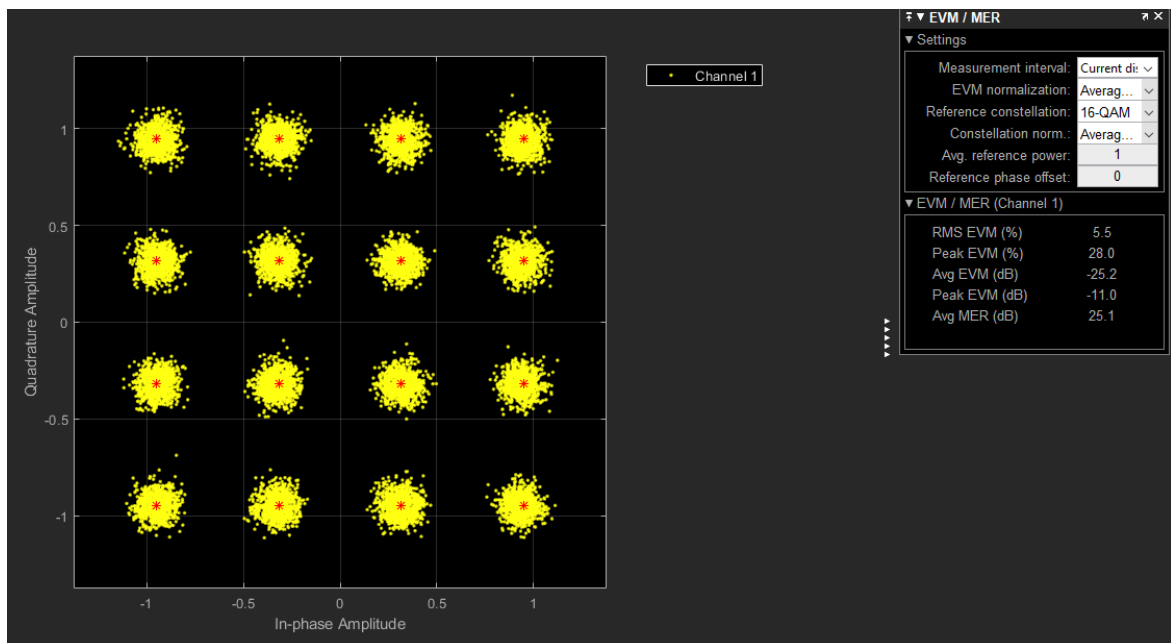 Channel 1
1
0.5
0
-0.5
-1
Quadrature Amplitude
-1
-0.5
0
0.5
1
In-phase Amplitude
EVM / MER
Settings
Measurement interval: Current dis
EVM normalization: Averag...
Reference constellation: 16-QAM
Constellation norm.: Averag...
Avg. reference power: 1
Reference phase offset: 0
EVM / MER (Channel 1)
RMS EVM (%) 5.5
Peak EVM (%) 28.0
Avg EVM (dB) -25.2
Peak EVM (dB) -11.0
Avg MER (dB) 25.1